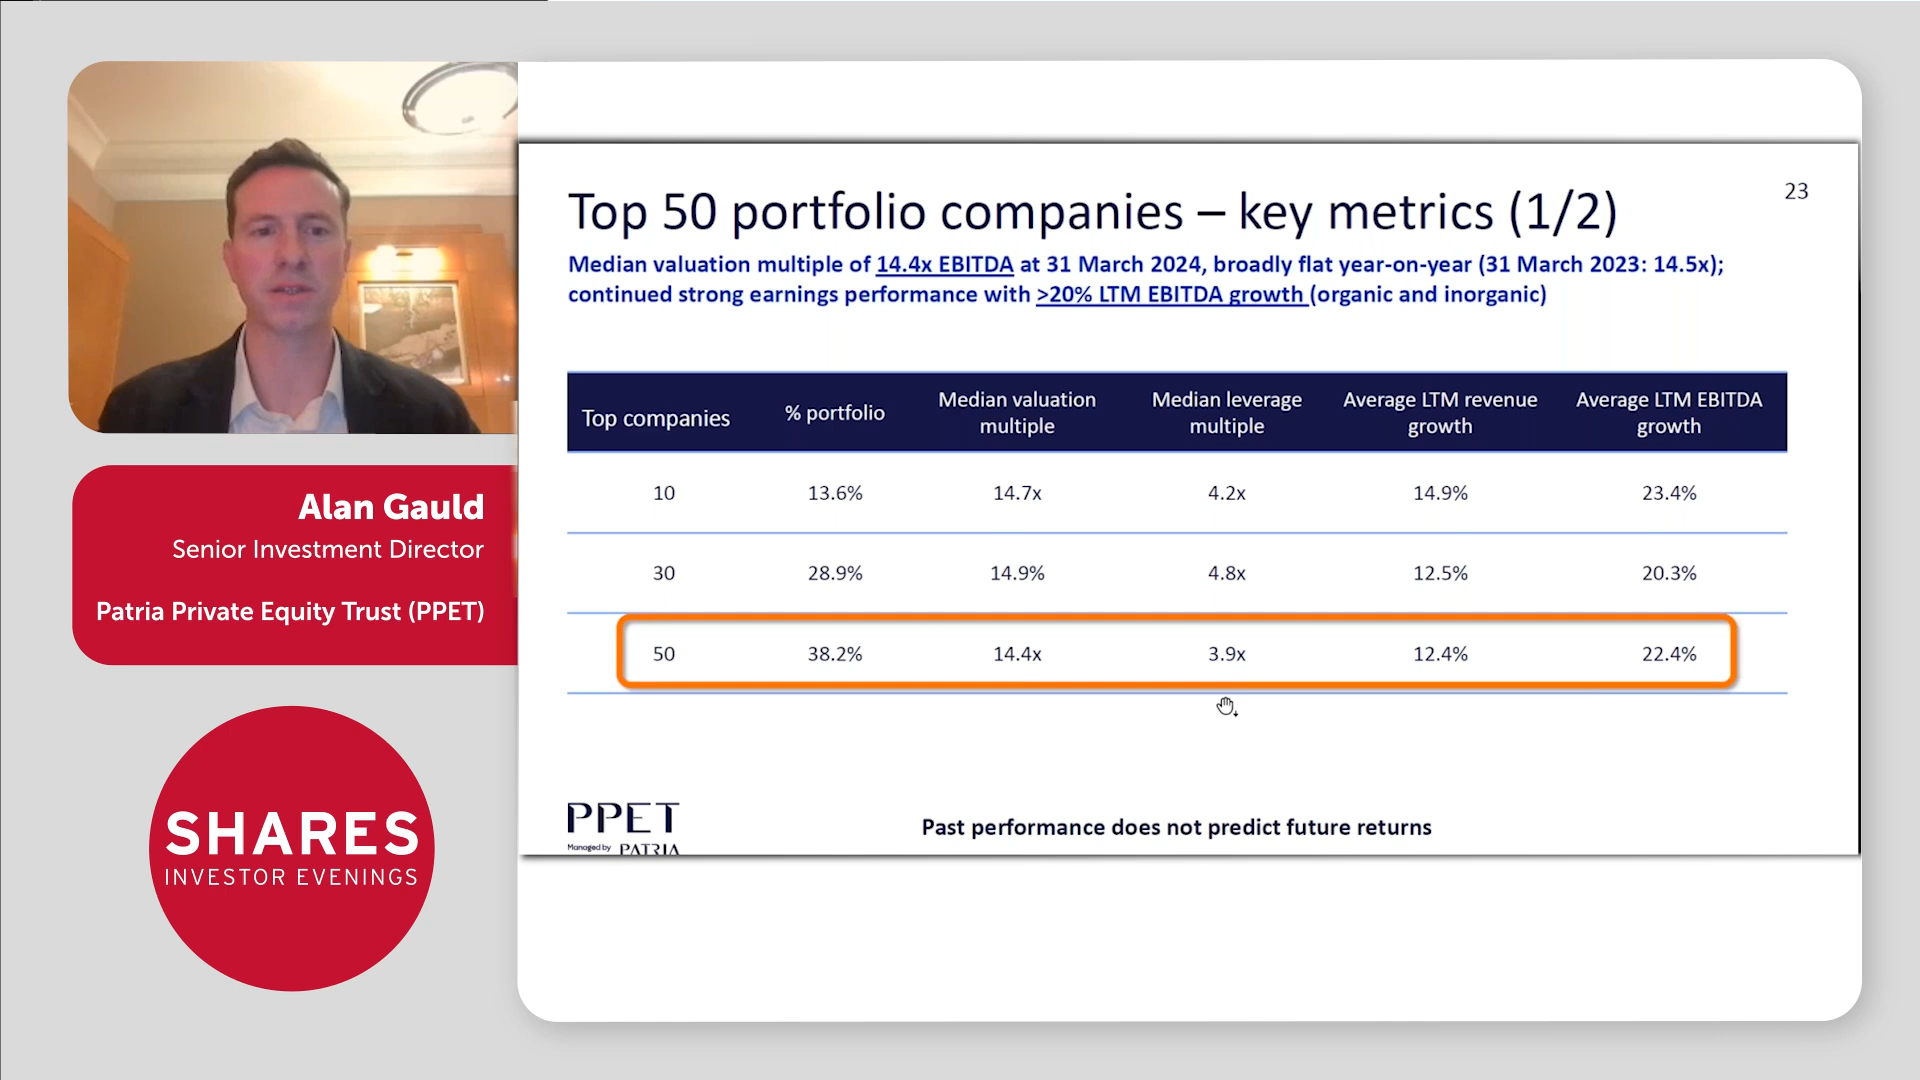 Alan Gauld
Senior Investment Director
Patria Private Equity Trust (PPET)
SHARES
INVESTOR EVENINGS
23
Top 50 portfolio companies – key metrics (1/2)
Median valuation multiple of 14.4x EBITDA at 31 March 2024, broadly flat year-on-year (31 March 2023: 14.5x);
continued strong earnings performance with >20% LTM EBITDA growth (organic and inorganic)
Top companies
% portfolio
Median valuation
multiple
Median leverage
multiple
Average LTM revenue
growth
Average LTM EBITDA
growth
10 13.6% 14.7x 4.2x 14.9% 23.4%
30 28.9% 14.9% 4.8x 12.5% 20.3%
50 38.2% 14.4x 3.9x 12.4% 22.4%
PPET
Managed by PATRIA
Past performance does not predict future returns